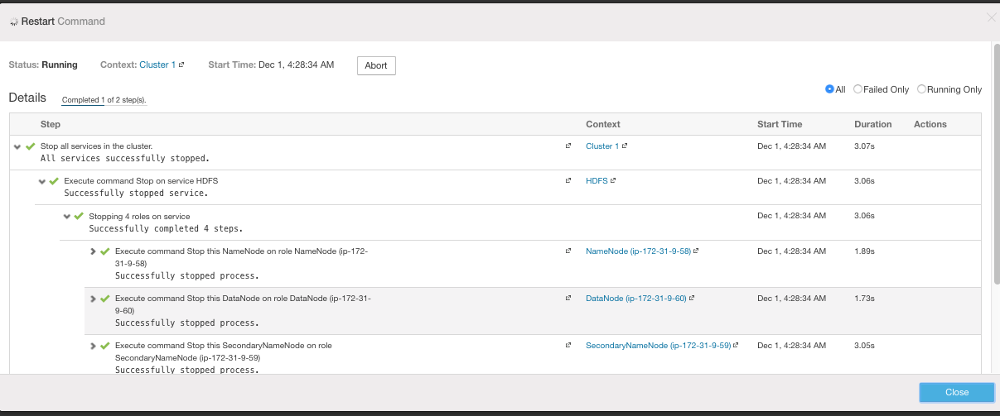 Restart Command
Status: Running Context: Cluster 1 Start Time: Dec 1, 4:28:34 AM Abort
All Failed Only Running Only
Details Completed 1 of 2 step(s).
Step Context Start Time Duration Actions
Stop all services in the cluster. Cluster 1 Dec 1, 4:28:34 AM 3.07s
All services successfully stopped.
Execute command Stop on service HDFS HDFS Dec 1, 4:28:34 AM 3.06s
Successfully stopped service.
Stopping 4 roles on service Dec 1, 4:28:34 AM 3.06s
Successfully completed 4 steps.
Execute command Stop this NameNode on role NameNode (ip-172- NameNode (ip-172-31-9-58) Dec 1, 4:28:34 AM 1.89s
31-9-58)
Successfully stopped process.
Execute command Stop this DataNode on role DataNode (ip-172-31- DataNode (ip-172-31-9-60) Dec 1, 4:28:34 AM 1.73s
9-60)
Successfully stopped process.
Execute command Stop this SecondaryNameNode on role SecondaryNameNode (ip-172-31-9-59) Dec 1, 4:28:34 AM 3.05s
SecondaryNameNode (ip-172-31-9-59)
Successfully stopped process.
Close